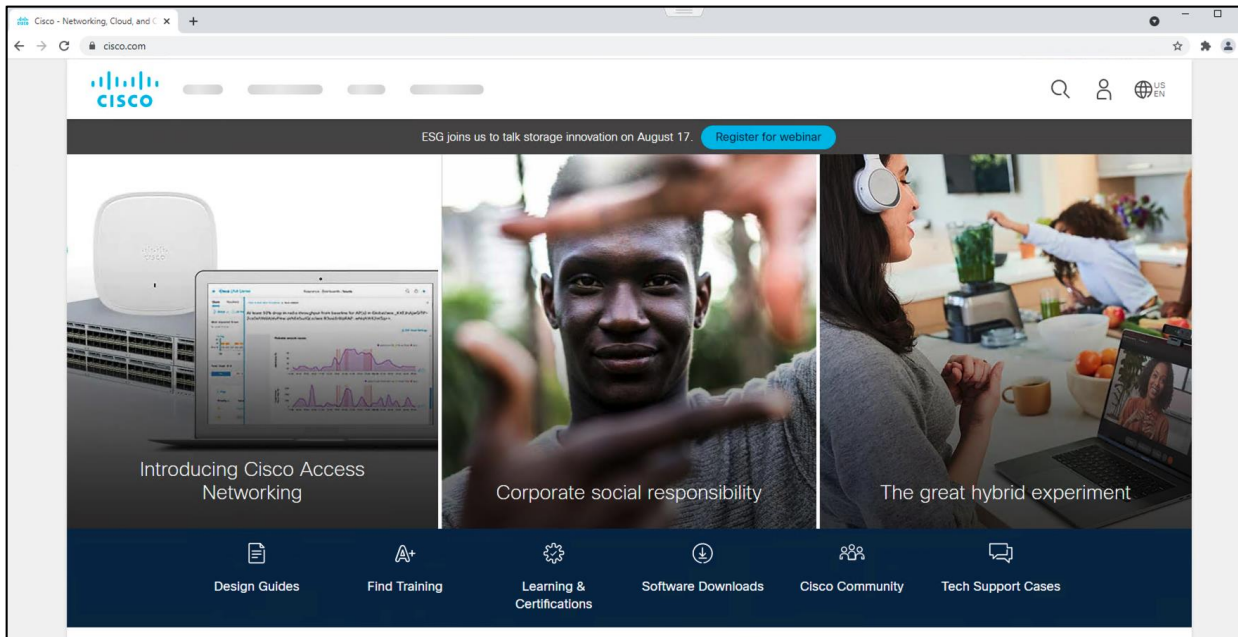 Cisco - Networking, Cloud, and C
cisco.com
CISCO
US
EN
ESG joins us to talk storage innovation on August 17.
Register for webinar
Introducing Cisco Access
Networking
Corporate social responsibility
The great hybrid experiment
Design Guides
Find Training
Learning &
Certifications
Software Downloads
Cisco Community
Tech Support Cases